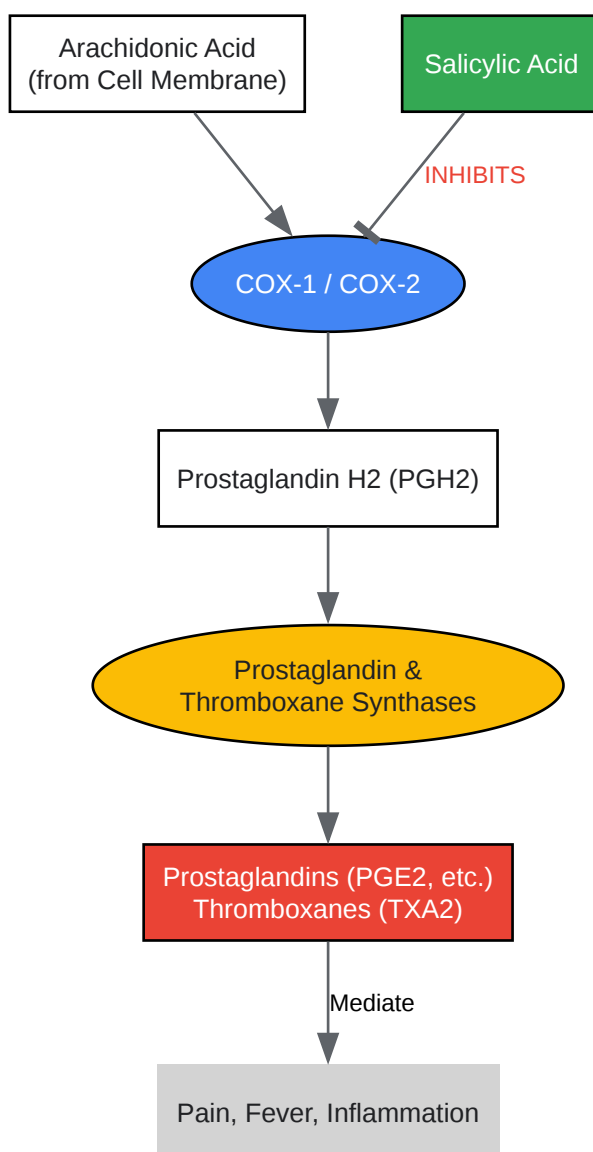 Arachidonic Acid
(from Cell Membrane)
Salicylic Acid
INHIBITS
COX-1 / COX-2
Prostaglandin H2 (PGH2)
Prostaglandin &
Thromboxane Synthases
Prostaglandins (PGE2, etc.)
Thromboxanes (TXA2)
Mediate
Pain, Fever, Inflammation